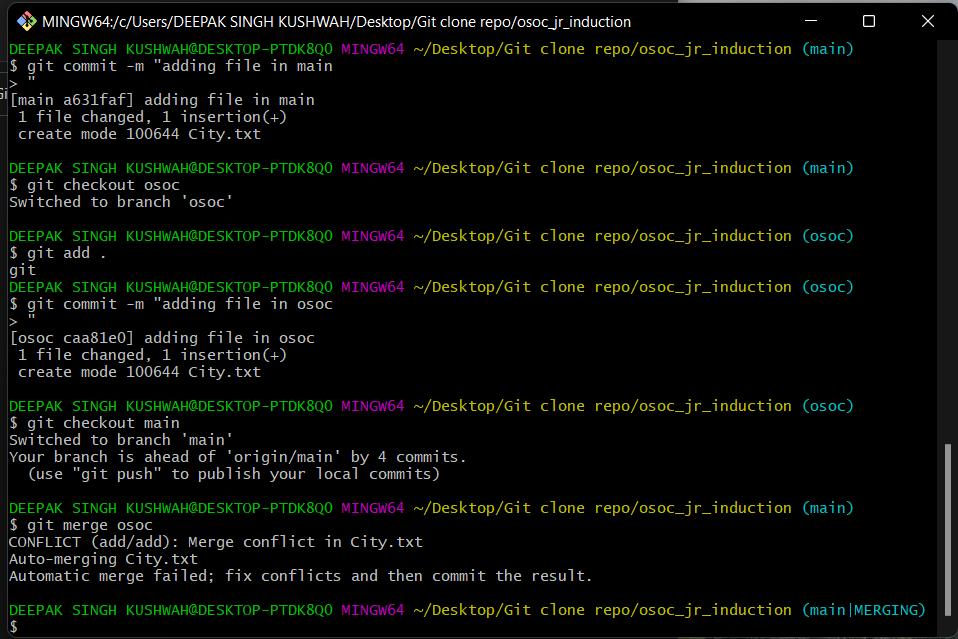 MINGW64:/c/Users/DEEPAK SINGH KUSHWAH/Desktop/Git clone repo/osoc_jr_induction
DEEPAK SINGH KUSHWAH@DESKTOP-PTDK8QO MINGW64 ~/Desktop/Git clone repo/osoc_jr_induction (main)
$ git commit -m "adding file in main
> "
[main a631faf] adding file in main
 1 file changed, 1 insertion(+)
 create mode 100644 City.txt
DEEPAK SINGH KUSHWAH@DESKTOP-PTDK8QO MINGW64 ~/Desktop/Git clone repo/osoc_jr_induction (main)
$ git checkout osoc
Switched to branch 'osoc'
DEEPAK SINGH KUSHWAH@DESKTOP-PTDK8QO MINGW64 ~/Desktop/Git clone repo/osoc_jr_induction (osoc)
$ git add .
git
DEEPAK SINGH KUSHWAH@DESKTOP-PTDK8QO MINGW64 ~/Desktop/Git clone repo/osoc_jr_induction (osoc)
$ git commit -m "adding file in osoc
> "
[osoc caa81e0] adding file in osoc
 1 file changed, 1 insertion(+)
 create mode 100644 City.txt
DEEPAK SINGH KUSHWAH@DESKTOP-PTDK8QO MINGW64 ~/Desktop/Git clone repo/osoc_jr_induction (osoc)
$ git checkout main
Switched to branch 'main'
Your branch is ahead of 'origin/main' by 4 commits.
  (use "git push" to publish your local commits)
DEEPAK SINGH KUSHWAH@DESKTOP-PTDK8QO MINGW64 ~/Desktop/Git clone repo/osoc_jr_induction (main)
$ git merge osoc
CONFLICT (add/add): Merge conflict in City.txt
Auto-merging City.txt
Automatic merge failed; fix conflicts and then commit the result.
DEEPAK SINGH KUSHWAH@DESKTOP-PTDK8QO MINGW64 ~/Desktop/Git clone repo/osoc_jr_induction (main|MERGING)
$